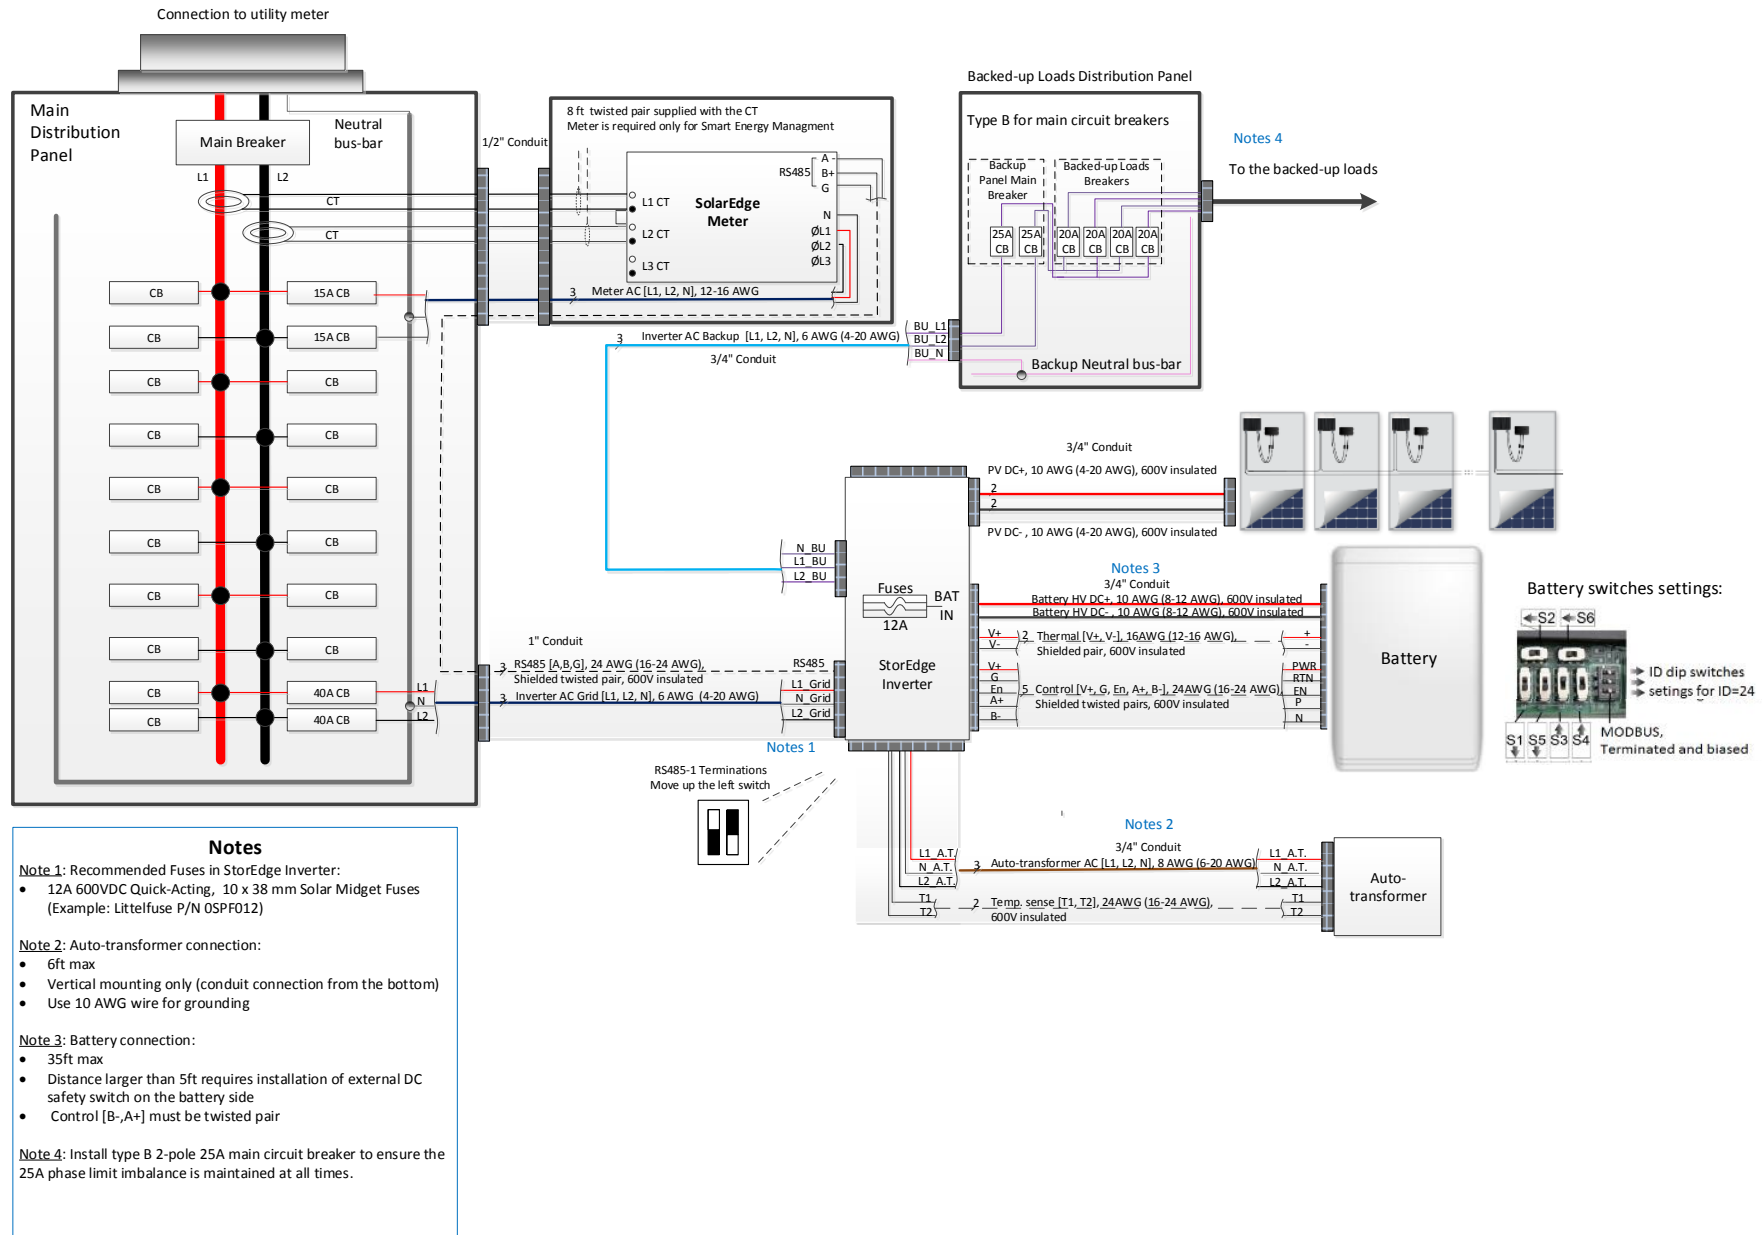 Connection to utility meter
Main
Distribution
Panel
Main Breaker
Neutral
bus-bar
L1
L2
CT
CT
CB
15A CB
CB
15A CB
CB
CB
CB
CB
CB
CB
CB
CB
CB
CB
CB
CB
CB
40A CB
CB
40A CB
L1
N
L2
1/2" Conduit
8 ft  twisted pair supplied with the CT
Meter is required only for Smart Energy Managment
SolarEdge
Meter
L1 CT
L2 CT
L3 CT
RS485
A -
B+
G
N
ØL1
ØL2
ØL3
3
Meter AC [L1, L2, N], 12-16 AWG
Backed-up Loads Distribution Panel
Type B for main circuit breakers
Backup
Panel Main
Breaker
Backed-up Loads
Breakers
25A
CB
25A
CB
20A
CB
20A
CB
20A
CB
20A
CB
BU_L1
BU_L2
BU_N
Backup Neutral bus-bar
Notes 4
To the backed-up loads
3
Inverter AC Backup  [L1, L2, N], 6 AWG (4-20 AWG)
3/4" Conduit
3/4" Conduit
PV DC+, 10 AWG (4-20 AWG), 600V insulated
2
2
PV DC- , 10 AWG (4-20 AWG), 600V insulated
N_BU
L1_BU
L2_BU
Fuses
12A
BAT
IN
StorEdge
Inverter
Notes 3
3/4" Conduit
Battery HV DC+, 10 AWG (8-12 AWG), 600V insulated
Battery HV DC- , 10 AWG (8-12 AWG), 600V insulated
V+
V-
2
Thermal [V+, V-], 16AWG (12-16 AWG),
Shielded pair, 600V insulated
+
-
V+
G
En
A+
B-
5
Control [V+, G, En, A+, B-], 24AWG (16-24 AWG),
Shielded twisted pairs, 600V insulated
PWR
RTN
EN
P
N
Battery
Battery switches settings:
S2
S6
ID dip switches
setings for ID=24
S1
S5
S3
S4
MODBUS,
Terminated and biased
1" Conduit
3
RS485 [A,B,G], 24 AWG (16-24 AWG),
Shielded twisted pair, 600V insulated
RS485
3
Inverter AC Grid [L1, L2, N], 6 AWG  (4-20 AWG)
L1_Grid
N_Grid
L2_Grid
Notes 1
RS485-1 Terminations
Move up the left switch
Notes 2
3/4" Conduit
L1_A.T.
N_A.T.
L2_A.T.
3
Auto-transformer AC [L1, L2, N], 8 AWG (6-20 AWG)
L1_A.T.
N_A.T.
L2_A.T.
T1
T2
2
Temp. sense [T1, T2], 24AWG (16-24 AWG),
600V insulated
T1
T2
Auto-
transformer
Notes
Note 1: Recommended Fuses in StorEdge Inverter:
• 12A 600VDC Quick-Acting,  10 x 38 mm Solar Midget Fuses
(Example: Littelfuse P/N 0SPF012)
Note 2: Auto-transformer connection:
• 6ft max
• Vertical mounting only (conduit connection from the bottom)
• Use 10 AWG wire for grounding
Note 3: Battery connection:
• 35ft max
• Distance larger than 5ft requires installation of external DC
safety switch on the battery side
• Control [B-,A+] must be twisted pair
Note 4: Install type B 2-pole 25A main circuit breaker to ensure the
25A phase limit imbalance is maintained at all times.